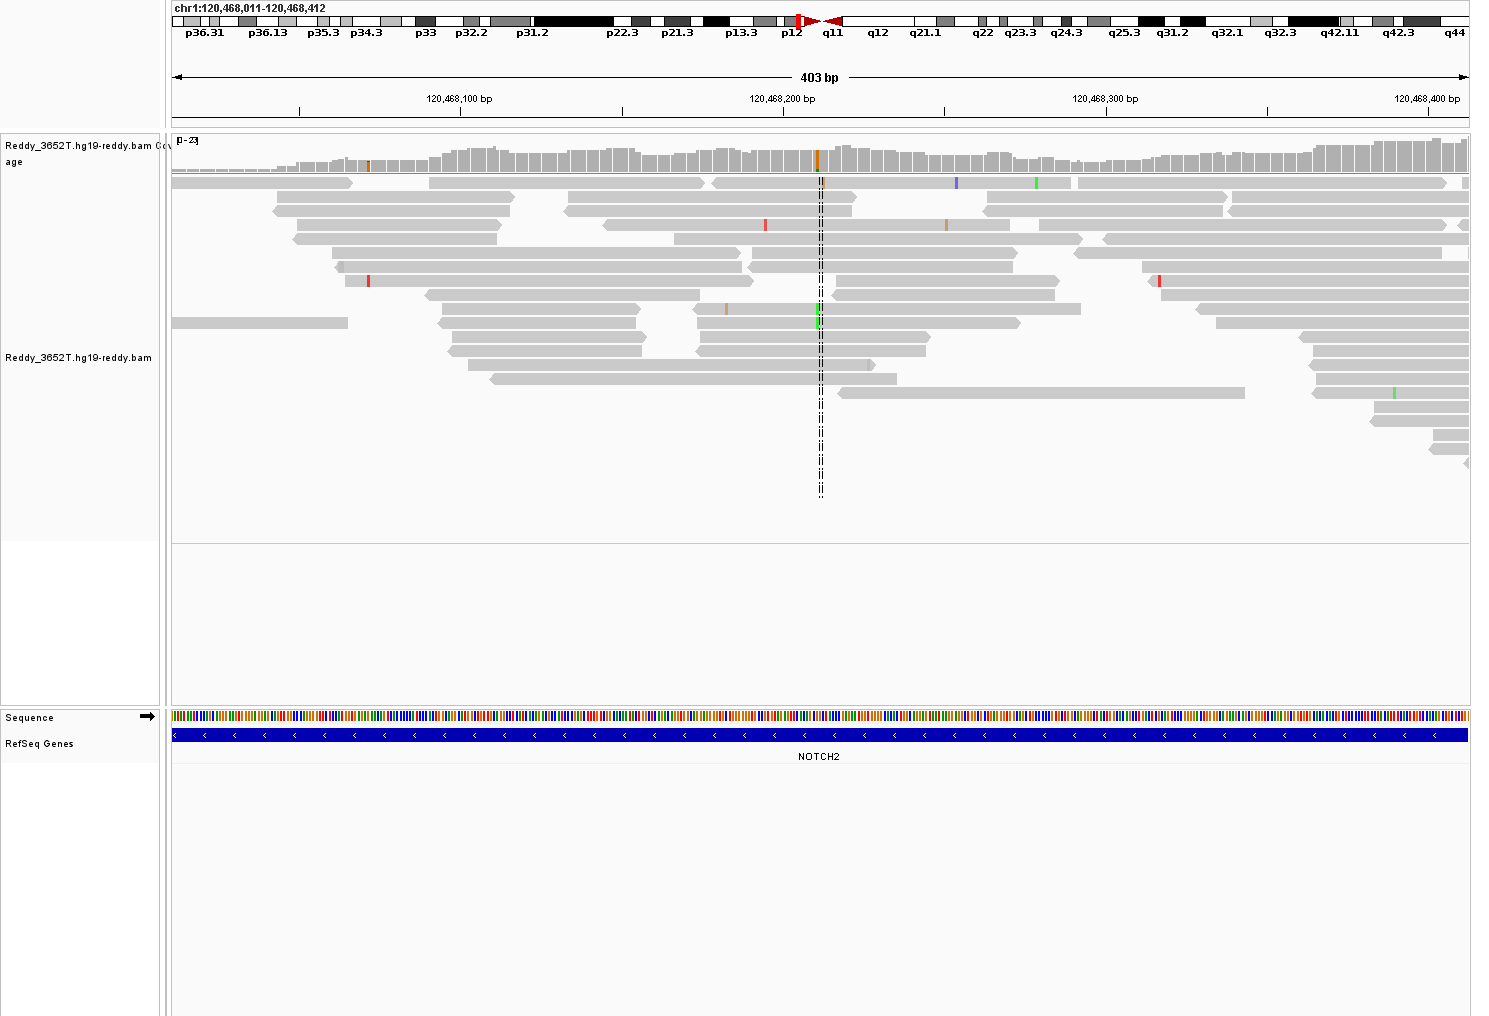 chr1:120,468,011-120,468,412
p36.31 p36.13 p35.3 p34.3 p33 p32.2 p31.2 p22.3 p21.3 p13.3 p12 q11 q12 q21.1 q22 q23.3 q24.3 q25.3 q31.2 q32.1 q32.3 q42.11 q42.3 q44
403 bp
120,468,100 bp 120,468,200 bp 120,468,300 bp 120,468,400 bp
[0-23]
Reddy_3652T.hg19-reddy.bam Cov
age
Reddy_3652T.hg19-reddy.bam
Sequence
RefSeq Genes
NOTCH2